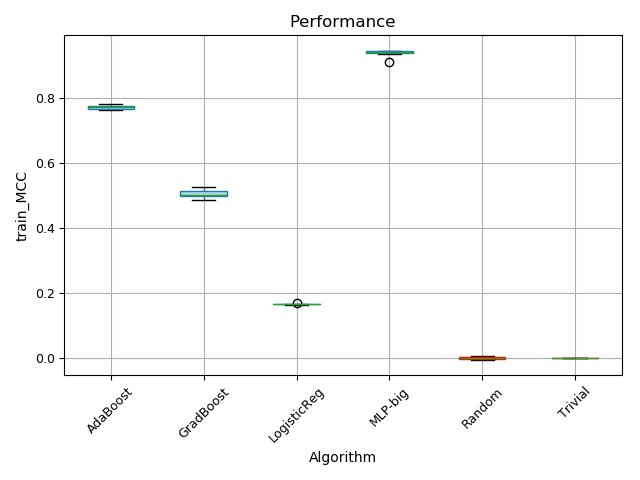 Performance
train_MCC
0.8
0.6
0.4
0.2
0.0
AdaBoost
GradBoost
LogisticReg
MLP-big
Random
Trivial
Algorithm